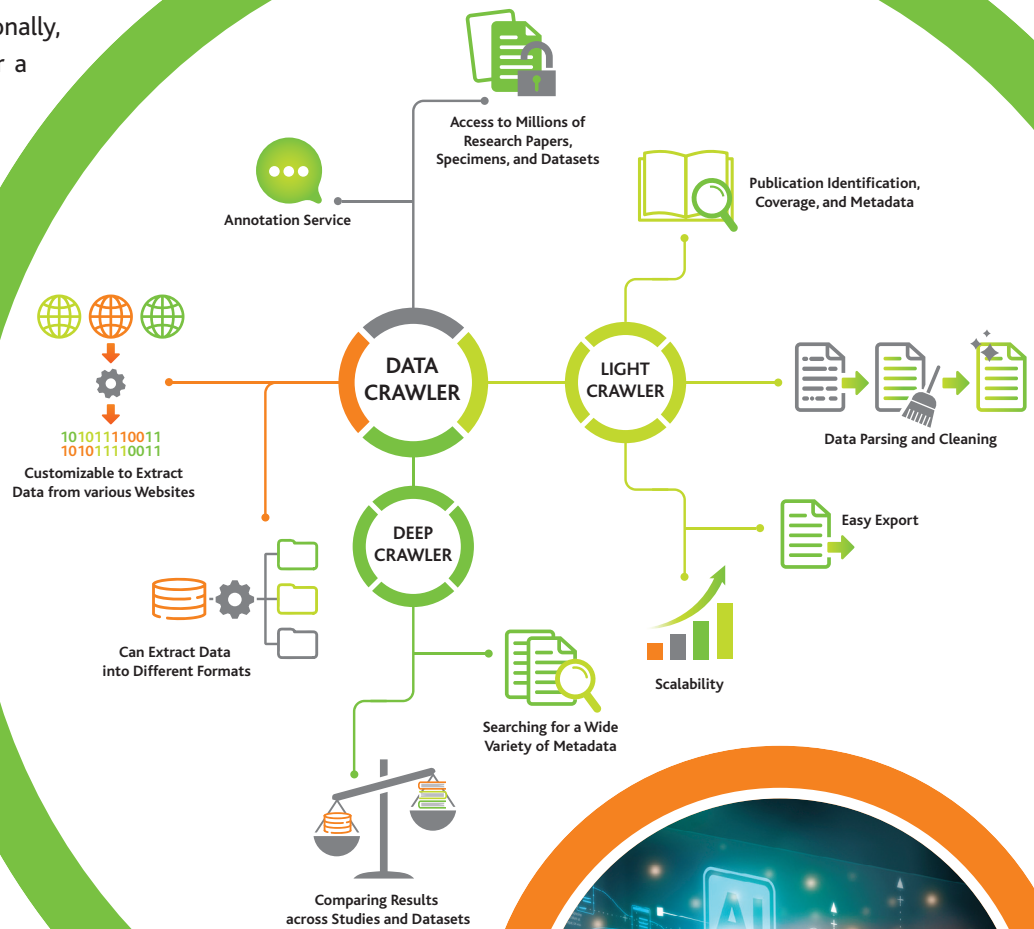 onally,
r a
Access to Millions of
Research Papers,
Specimens, and Datasets
Annotation Service
Publication Identification,
Coverage, and Metadata
DATA
CRAWLER
LIGHT
CRAWLER
101011110011
101011110011
Customizable to Extract
Data from various Websites
Data Parsing and Cleaning
DEEP
CRAWLER
Easy Export
Can Extract Data
into Different Formats
Scalability
Searching for a Wide
Variety of Metadata
Comparing Results
across Studies and Datasets
AI